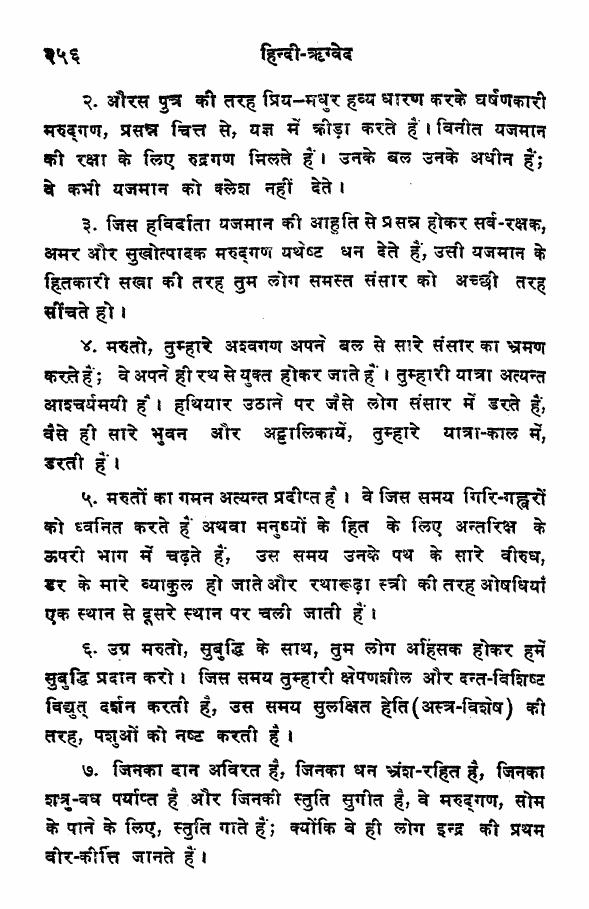 २५६
हिन्दी-ऋग्वेद
२. औरस पुत्र की तरह प्रिय-मधुर हव्य धारण करके घर्षणकारी
मरुद्गण, प्रसन्न चित्त से, यज्ञ में क्रीड़ा करते हैं। विनीत यजमान
की रक्षा के लिए रुद्रगण मिलते हैं। उनके बल उनके अधीन हैं;
वे कभी यजमान को क्लेश नहीं देते।
३. जिस हविर्दाता यजमान की आहुति से प्रसन्न होकर सर्व-रक्षक,
अमर और सुखोत्पादक मरुद्गण यथेष्ट धन देते हैं, उसी यजमान के
हितकारी सखा की तरह तुम लोग समस्त संसार को अच्छी तरह
सींचते हो।
४. मरुतो, तुम्हारे अश्वगण अपने बल से सारे संसार का भ्रमण
करते हैं; वे अपने ही रथ से युक्त होकर जाते हैं। तुम्हारी यात्रा अत्यन्त
आश्चर्यमयी है। हथियार उठाने पर जैसे लोग संसार में डरते हैं,
वैसे ही सारे भुवन और अट्टालिकायें, तुम्हारे यात्रा-काल में,
डरती हैं।
५. मरुतों का गमन अत्यन्त प्रदीप्त है। वे जिस समय गिरि-गह्वरों
को ध्वनित करते हैं अथवा मनुष्यों के हित के लिए अन्तरिक्ष के
ऊपरी भाग में चढ़ते हैं, उस समय उनके पथ के सारे वीरुध,
डर के मारे व्याकुल हो जाते और रथारूढ़ा स्त्री की तरह ओषधियाँ
एक स्थान से दूसरे स्थान पर चली जाती हैं।
६. उग्र मरुतो, सुबुद्धि के साथ, तुम लोग अहिंसक होकर हमें
सुबुद्धि प्रदान करो। जिस समय तुम्हारी क्षेपणशील और दन्त-विशिष्ट
विद्युत् दर्शन करती है, उस समय सुलक्षित हेति (अस्त्र-विशेष) की
तरह, पशुओं को नष्ट करती है।
७. जिनका दान अविरत है, जिनका धन भ्रंश-रहित है, जिनका
शत्रु-वध पर्याप्त है और जिनकी स्तुति सुगीत है, वे मरुद्गण, सोम
के पाने के लिए, स्तुति गाते हैं; क्योंकि वे ही लोग इन्द्र की प्रथम
वीर-कीर्त्ति जानते हैं।